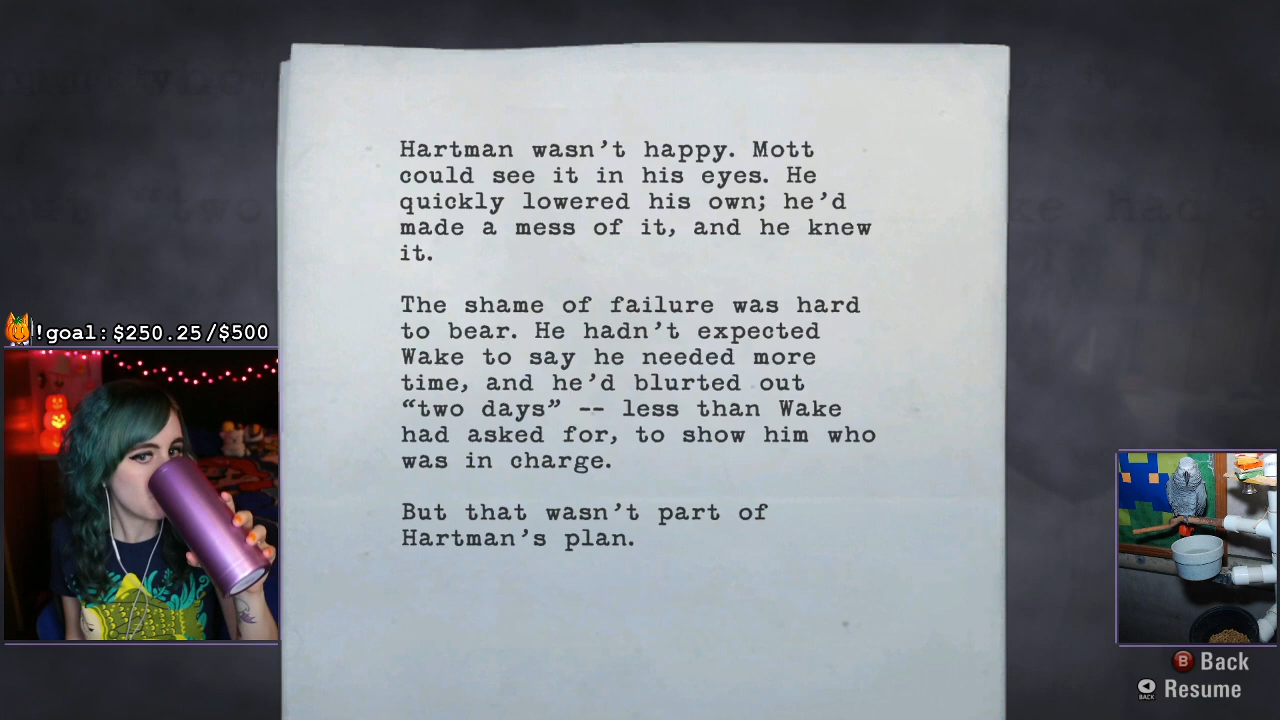 Hartman wasn't happy. Mott
could see it in his eyes. He
quickly lowered his own; he'd
made a mess of it, and he knew
it.
The shame of failure was hard
to bear. He hadn't expected
Wake to say he needed more
time, and he'd blurted out
“two days” -- less than Wake
had asked for, to show him who
was in charge.
But that wasn't part of
Hartman's plan.
!goal: $250.25/$500
B Back
BACK Resume